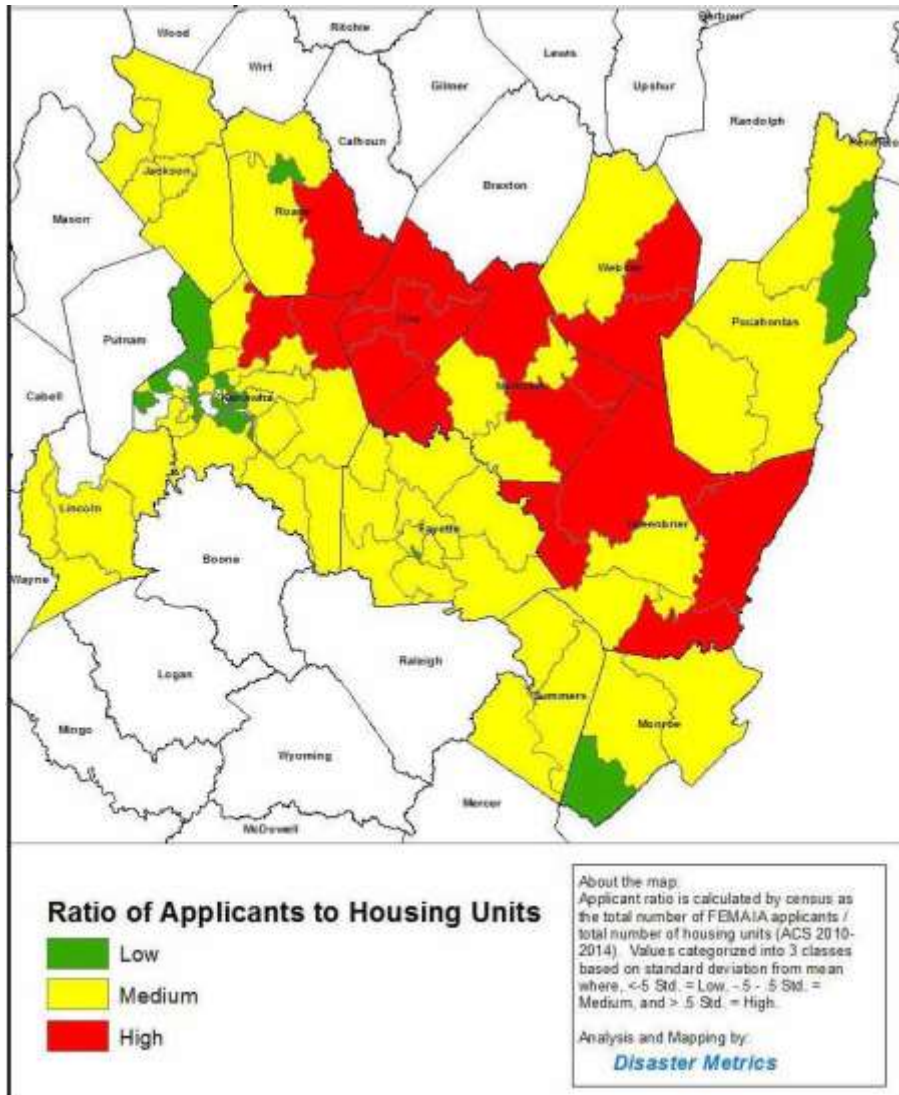 Wood
Ritchie
Barbour
Wirt
Lewis
Gilmer
Upshur
Calhoun
Randolph
Jackson
Braxton
Mason
Roane
Webster
Putnam
Pocahontas
Cabell
Kanawha
Lincoln
Greenbrier
Fayette
Boone
Wayne
Raleigh
Logan
Summers
Monroe
Mingo
Wyoming
Mercer
McDowell
Ratio of Applicants to Housing Units
Low
Medium
High
About the map:
Applicant ratio is calculated by census as
the total number of FEMA IA applicants /
total number of housing units (ACS 2010-
2014). Values categorized into 3 classes
based on standard deviation from mean
where, <-5 Std. = Low, -.5 - .5 Std. =
Medium, and > .5 Std. = High.
Analysis and Mapping by:
Disaster Metrics